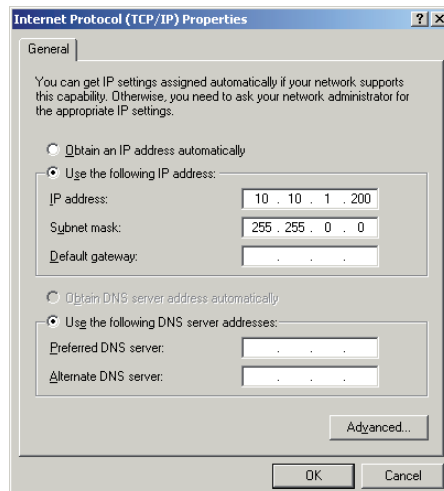 Internet Protocol (TCP/IP) Properties
General
You can get IP settings assigned automatically if your network supports
this capability. Otherwise, you need to ask your network administrator for
the appropriate IP settings.
Obtain an IP address automatically
Use the following IP address:
IP address: 10 . 10 . 1 . 200
Subnet mask: 255 . 255 . 0 . 0
Default gateway: . . .
Obtain DNS server address automatically
Use the following DNS server addresses:
Preferred DNS server: . . .
Alternate DNS server: . . .
Advanced...
OK Cancel